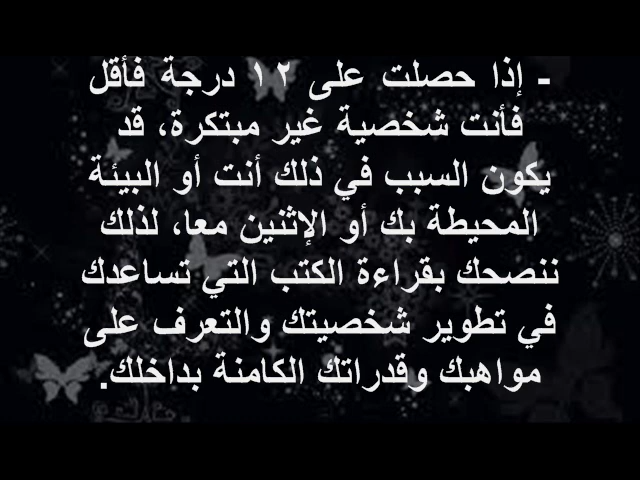 - إذا حصلت على ١٢ درجة فأقل
فأنت شخصية غير مبتكرة، قد
يكون السبب في ذلك أنت أو البيئة
المحيطة بك أو الإثنين معا، لذلك
ننصحك بقراءة الكتب التي تساعدك
في تطوير شخصيتك والتعرف على
مواهبك وقدراتك الكامنة بداخلك.